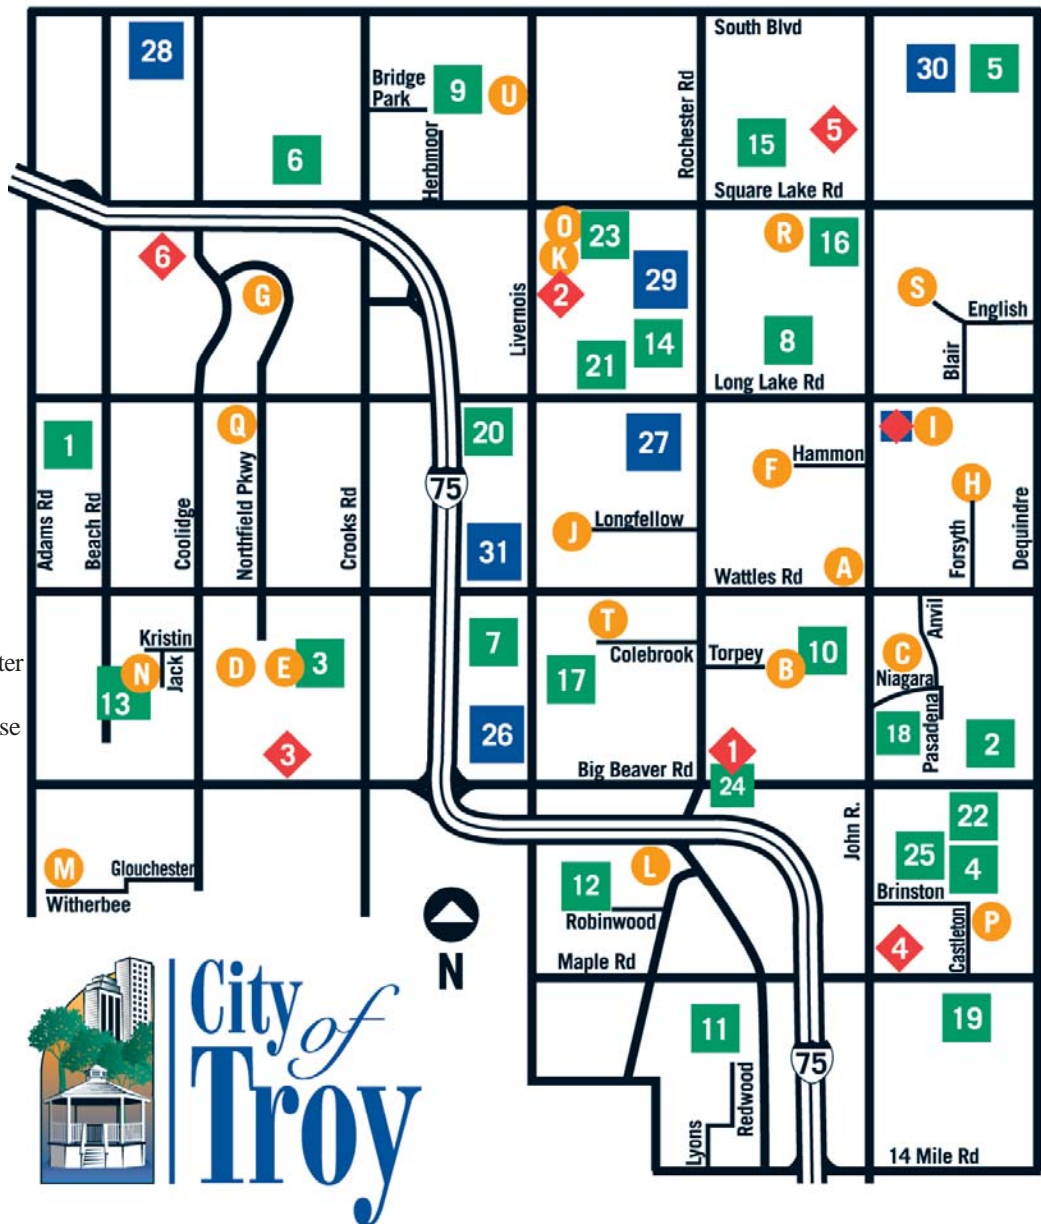 South Blvd
28
Bridge
Park
9
U
30
5
Rochester Rd
15
5
6
Herbmoor
Square Lake Rd
O
23
R
16
6
K
29
G
2
S
English
Livernois
14
8
Blair
21
Long Lake Rd
1
Q
20
27
I
Hammon
F
H
75
Adams Rd
Beach Rd
Coolidge
Northfield Pkwy
Crooks Rd
J
Longfellow
31
Forsyth
Dequindre
Wattles Rd
A
Kristin
Jack
ter
N
D
E
3
7
T
Colebrook
Torpey
B
10
Anvil
C
Niagara
13
17
Pasadena
se
26
18
2
3
1
Big Beaver Rd
24
22
John R.
25
4
M
Glouchester
Witherbee
L
12
Robinwood
Brinston
P
Castleton
4
Maple Rd
N
City of
Troy
11
19
75
Redwood
Lyons
14 Mile Rd